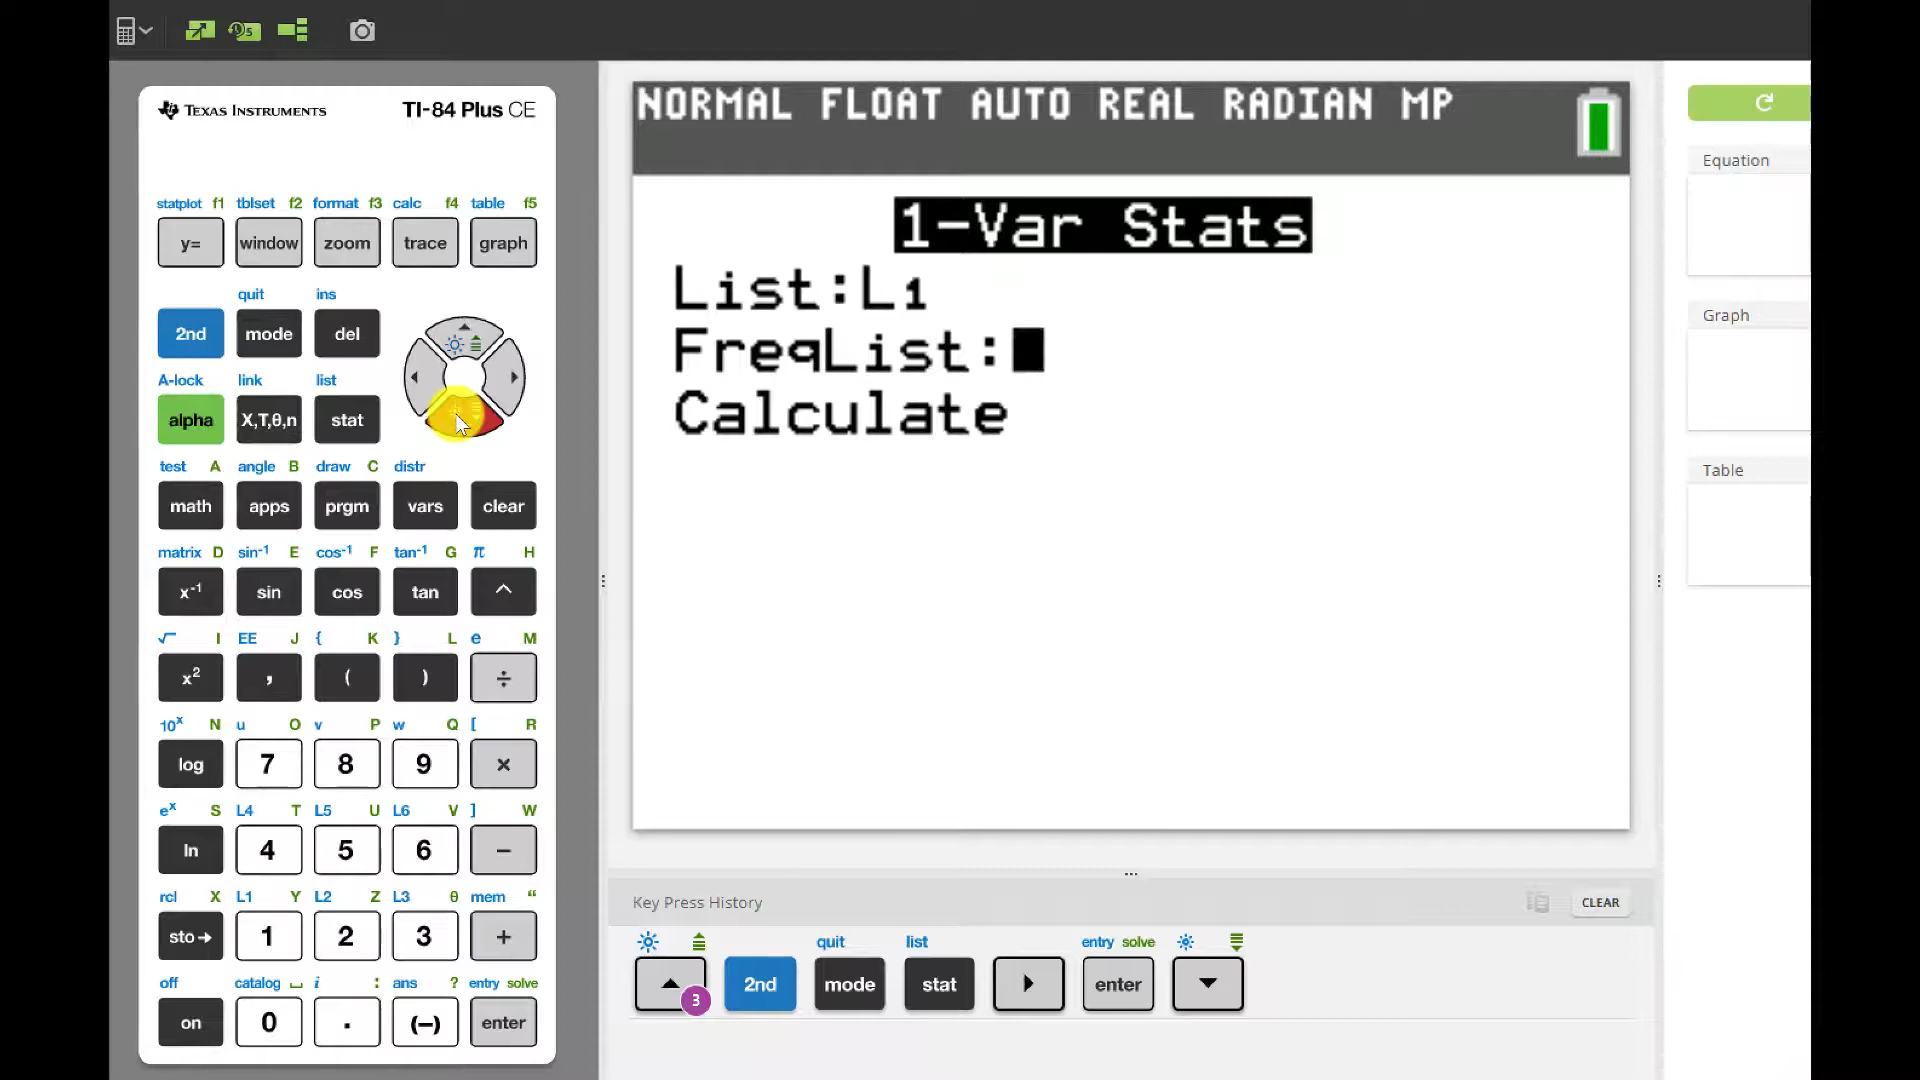 TEXAS INSTRUMENTS TI-84 Plus CE
statplot f1 tblset f2 format f3 calc f4 table f5
y= window zoom trace graph
quit ins
2nd mode del
A-lock link list
alpha X,T,θ,n stat
test A angle B draw C distr
math apps prgm vars clear
matrix D sin⁻¹ E cos⁻¹ F tan⁻¹ G π H
x⁻¹ sin cos tan ^
√ I EE J { K } L e M
x² , ( ) ÷
10ˣ N u O v P w Q [ R
log 7 8 9 ×
eˣ S L4 T L5 U L6 V ] W
ln 4 5 6 −
rcl X L1 Y L2 Z L3 θ mem “
sto→ 1 2 3 +
off catalog ⎵ i : ans ? entry solve
on 0 . (−) enter
NORMAL FLOAT AUTO REAL RADIAN MP
1-Var Stats
List:L1
FreqList:
Calculate
Key Press History
CLEAR
quit list entry solve
3 2nd mode stat enter
Equation
Graph
Table
5